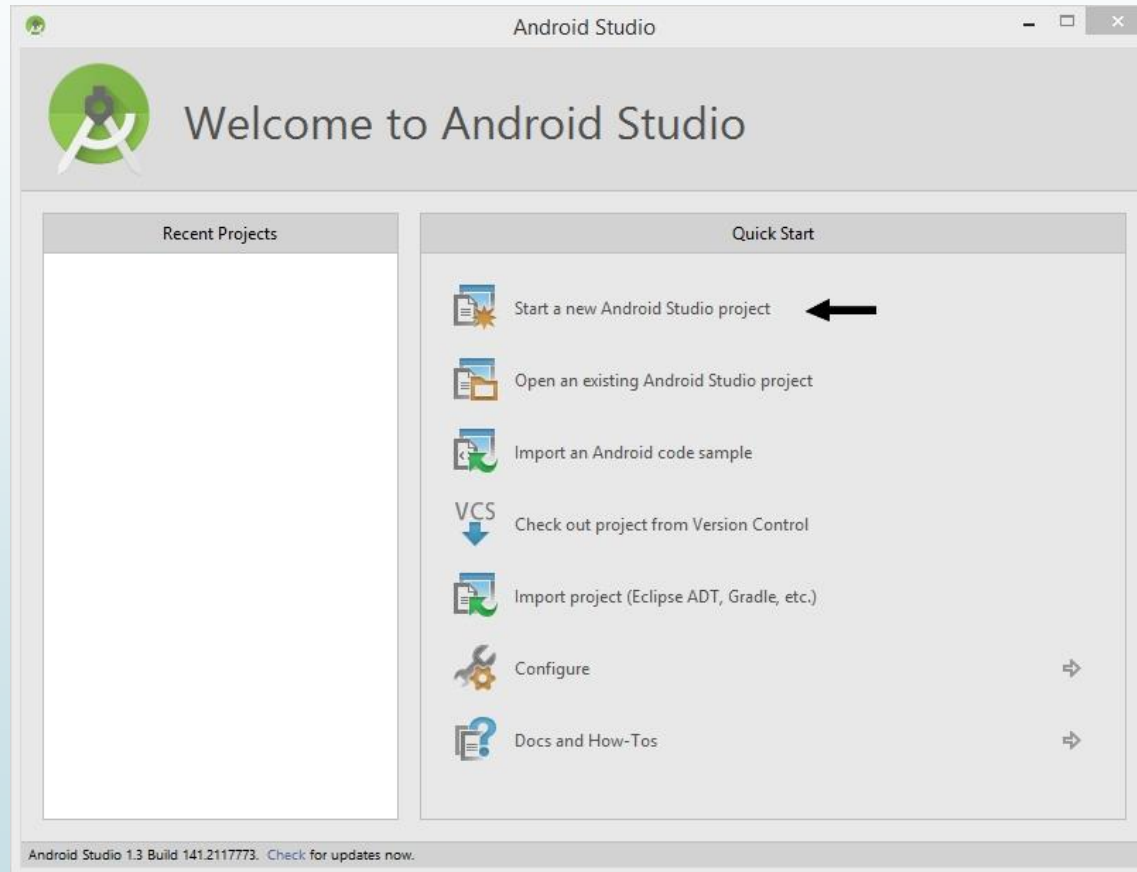 Android Studio
Welcome to Android Studio
Recent Projects
Quick Start
Start a new Android Studio project
Open an existing Android Studio project
Import an Android code sample
VCS
Check out project from Version Control
Import project (Eclipse ADT, Gradle, etc.)
Configure
Docs and How-Tos
Android Studio 1.3 Build 141.2117773. Check for updates now.